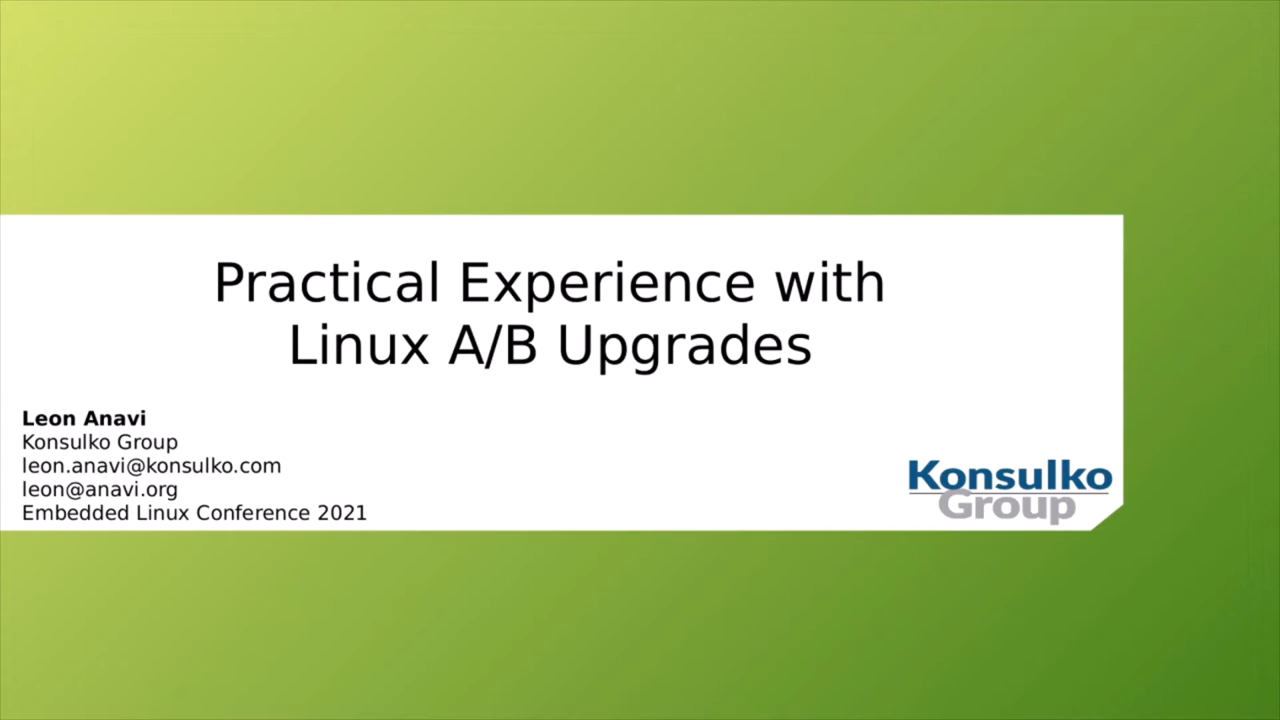 Practical Experience with
Linux A/B Upgrades
Leon Anavi
Konsulko Group
leon.anavi@konsulko.com
leon@anavi.org
Embedded Linux Conference 2021
Konsulko
Group